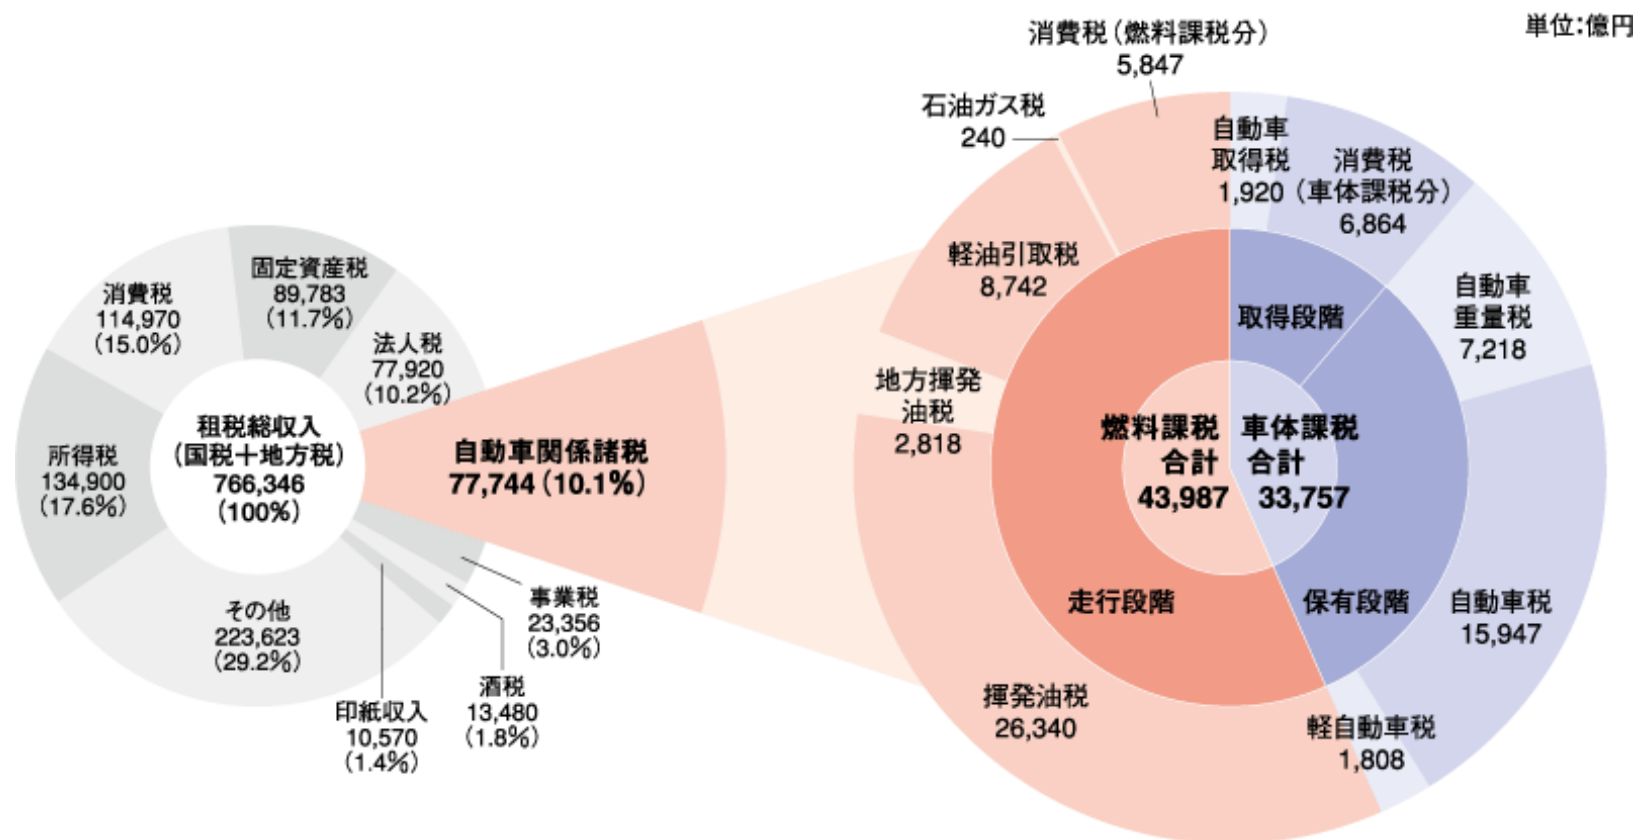 単位:億円
租税総収入
(国税+地方税)
766,346
(100%)
固定資産税
89,783
(11.7%)
法人税
77,920
(10.2%)
自動車関係諸税
77,744(10.1%)
事業税
23,356
(3.0%)
酒税
13,480
(1.8%)
印紙収入
10,570
(1.4%)
その他
223,623
(29.2%)
所得税
134,900
(17.6%)
消費税
114,970
(15.0%)
燃料課税
合計
43,987
車体課税
合計
33,757
取得段階
保有段階
走行段階
自動車
取得税
1,920
消費税
(車体課税分)
6,864
自動車
重量税
7,218
自動車税
15,947
軽自動車税
1,808
揮発油税
26,340
地方揮発
油税
2,818
軽油引取税
8,742
石油ガス税
240
消費税(燃料課税分)
5,847